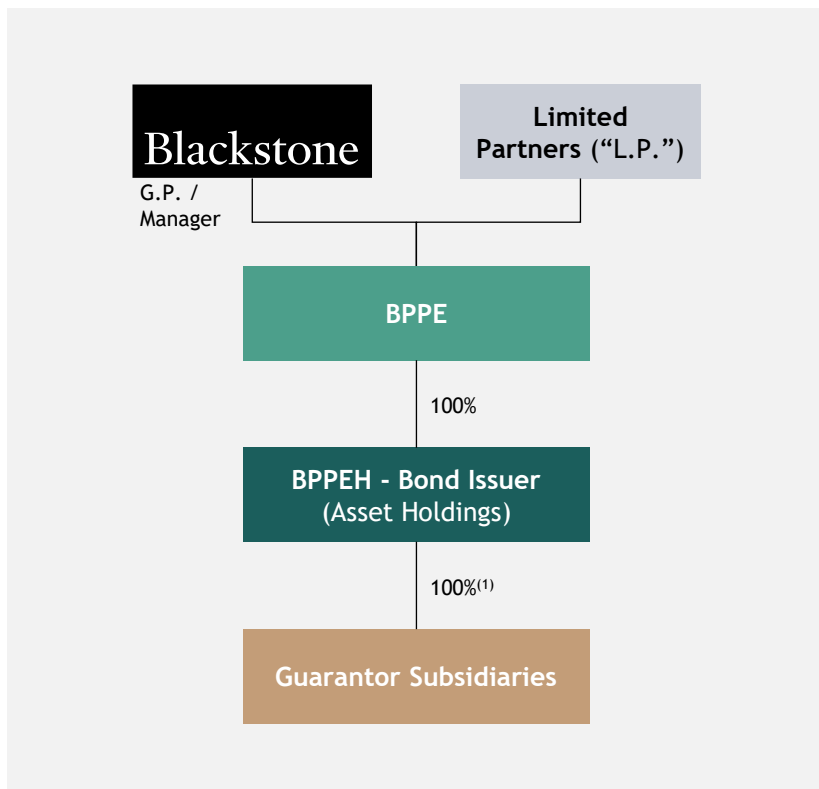 Blackstone
Limited
Partners (“L.P.”)
G.P. /
Manager
BPPE
100%
BPPEH - Bond Issuer
(Asset Holdings)
100%(1)
Guarantor Subsidiaries